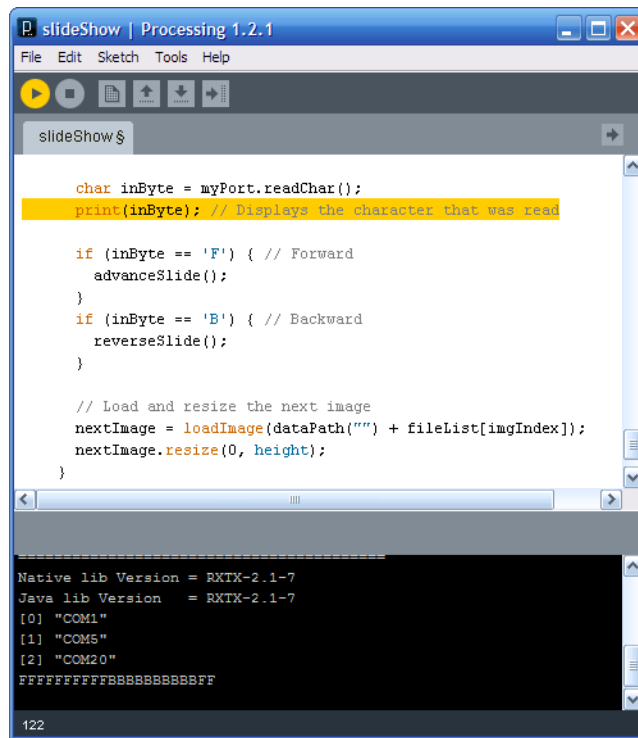 slideShow | Processing 1.2.1
File Edit Sketch Tools Help
slideShow §
char inByte = myPort.readChar();
print(inByte); // Displays the character that was read
if (inByte == 'F') { // Forward
advanceSlide();
}
if (inByte == 'B') { // Backward
reverseSlide();
}
// Load and resize the next image
nextImage = loadImage(dataPath("") + fileList[imgIndex]);
nextImage.resize(0, height);
}
Native lib Version = RXTX-2.1-7
Java lib Version   = RXTX-2.1-7
[0] "COM1"
[1] "COM5"
[2] "COM20"
FFFFFFFFFFBBBBBBBBBBFF
122